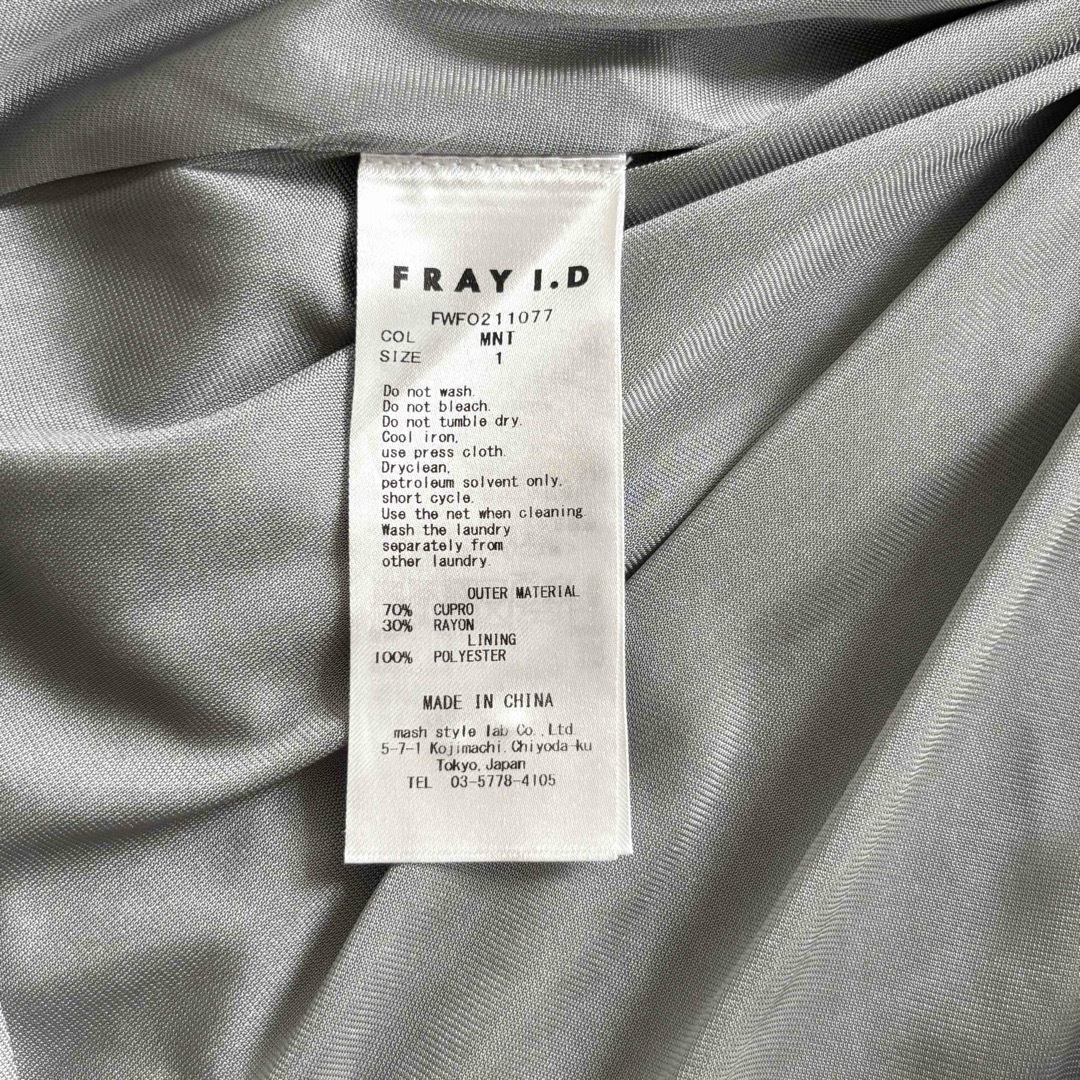 FRAY I.D
FWFO211077
COL MNT
SIZE 1
Do not wash.
Do not bleach.
Do not tumble dry.
Cool iron,
use press cloth.
Dryclean,
petroleum solvent only,
short cycle.
Use the net when cleaning.
Wash the laundry
separately from
other laundry.
OUTER MATERIAL
70% CUPRO
30% RAYON
LINING
100% POLYESTER
MADE IN CHINA
mash style lab Co.,Ltd.
5-7-1 Kojimachi,Chiyoda-ku
Tokyo,Japan
TEL 03-5778-4105